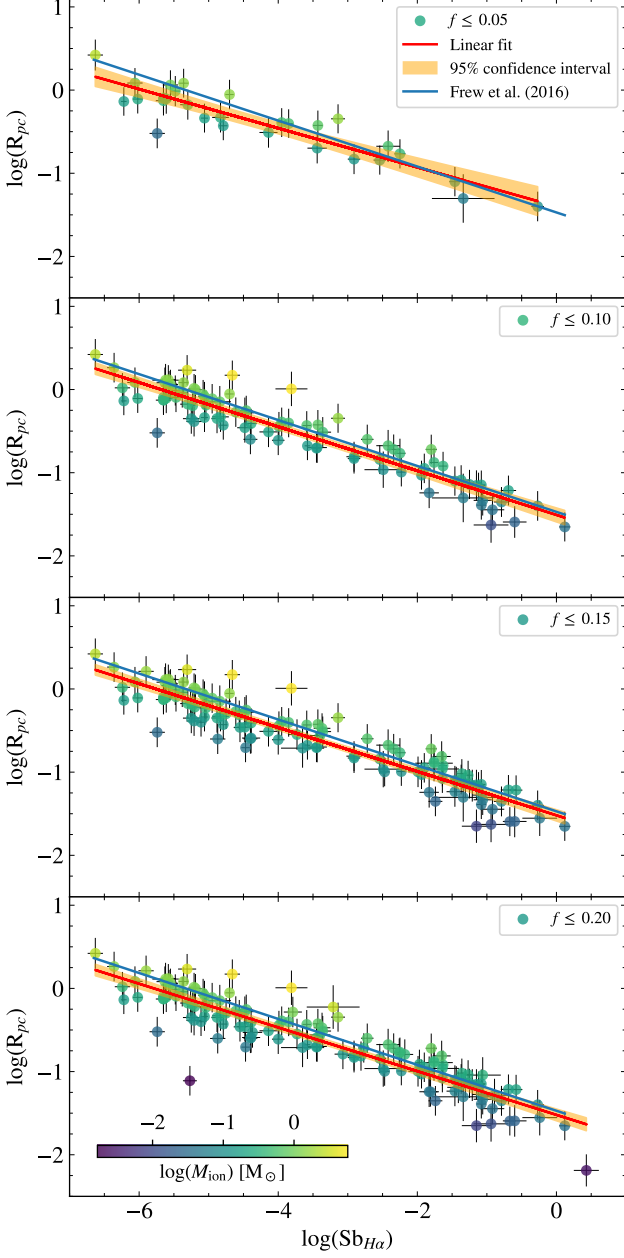 1
0
−1
−2
log(R_pc)
f ≤ 0.05
Linear fit
95% confidence interval
Frew et al. (2016)
1
0
−1
−2
log(R_pc)
f ≤ 0.10
1
0
−1
−2
log(R_pc)
f ≤ 0.15
1
0
−1
−2
log(R_pc)
f ≤ 0.20
−2 −1 0
log(M_ion) [M_⊙]
−6 −4 −2 0
log(Sb_Hα)